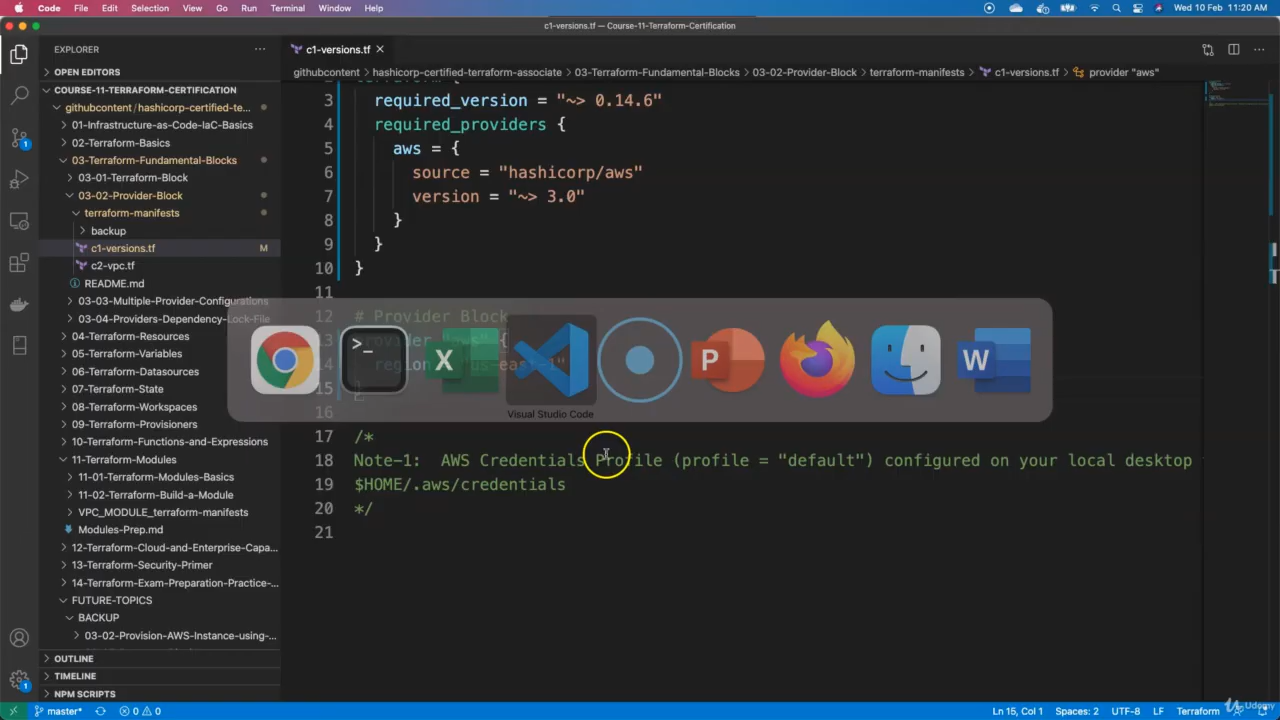 Code File Edit Selection View Go Run Terminal Window Help
Wed 10 Feb 11:20 AM
c1-versions.tf — Course-11-Terraform-Certification
EXPLORER
c1-versions.tf
OPEN EDITORS
githubcontent > hashicorp-certified-terraform-associate > 03-Terraform-Fundamental-Blocks > 03-02-Provider-Block > terraform-manifests > c1-versions.tf > provider "aws"
COURSE-11-TERRAFORM-CERTIFICATION
githubcontent/hashicorp-certified-te...
01-Infrastructure-as-Code-IaC-Basics
02-Terraform-Basics
03-Terraform-Fundamental-Blocks
03-01-Terraform-Block
03-02-Provider-Block
terraform-manifests
backup
c1-versions.tf M
c2-vpc.tf
README.md
03-03-Multiple-Provider-Configurations
03-04-Providers-Dependency-Lock-File
04-Terraform-Resources
05-Terraform-Variables
06-Terraform-Datasources
07-Terraform-State
08-Terraform-Workspaces
09-Terraform-Provisioners
10-Terraform-Functions-and-Expressions
11-Terraform-Modules
11-01-Terraform-Modules-Basics
11-02-Terraform-Build-a-Module
VPC_MODULE_terraform-manifests
Modules-Prep.md
12-Terraform-Cloud-and-Enterprise-Capa...
13-Terraform-Security-Primer
14-Terraform-Exam-Preparation-Practice-...
FUTURE-TOPICS
BACKUP
03-02-Provision-AWS-Instance-using-...
OUTLINE
TIMELINE
NPM SCRIPTS
3 required_version = "~> 0.14.6"
4 required_providers {
5 aws = {
6 source = "hashicorp/aws"
7 version = "~> 3.0"
8 }
9 }
10 }
11
12 # Provider Block
13 "aws" {
14 region "us-east-1"
15
16
17 /*
18 Note-1: AWS Credentials Profile (profile = "default") configured on your local desktop
19 $HOME/.aws/credentials
20 */
21
>_
X
P
W
Visual Studio Code
1
1
master* 0 0
Ln 15, Col 1 Spaces: 2 UTF-8 LF Terraform
Udemy